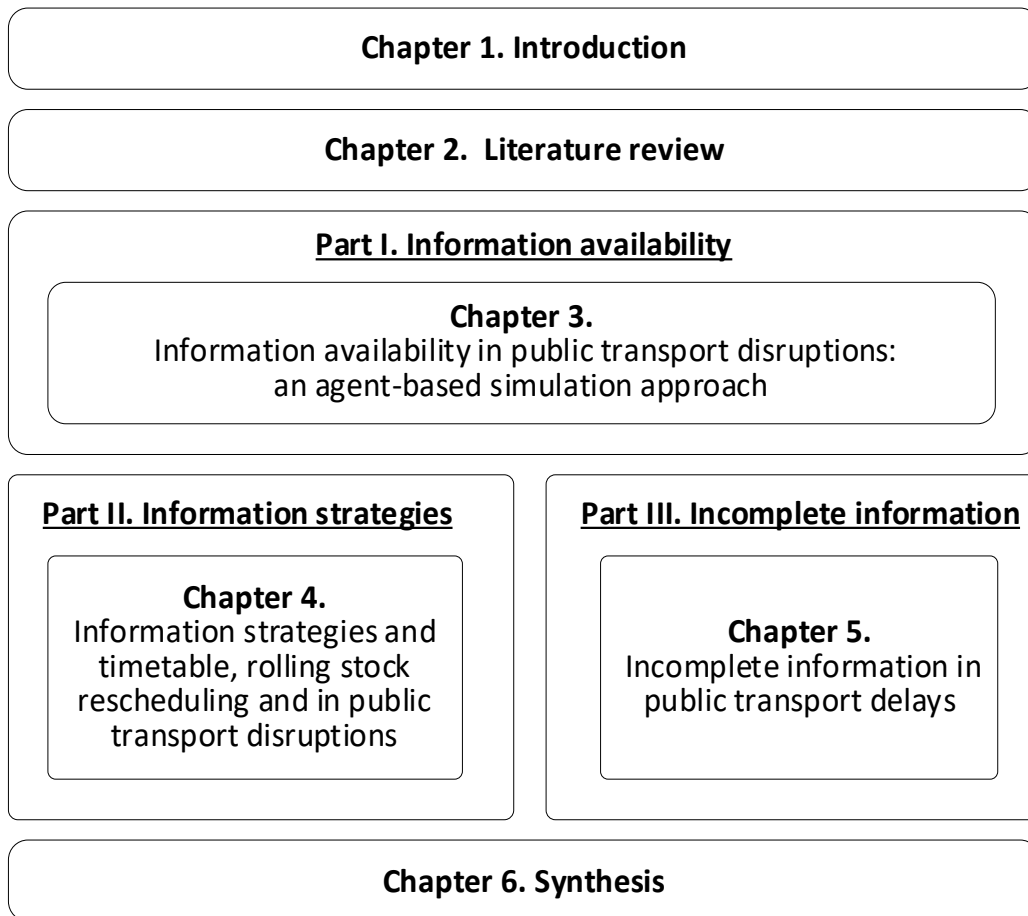 Chapter 1. Introduction
Chapter 2.  Literature review
Part I. Information availability
Chapter 3.
Information availability in public transport disruptions:
an agent-based simulation approach
Part II. Information strategies
Chapter 4.
Information strategies and
timetable, rolling stock
rescheduling and in public
transport disruptions
Part III. Incomplete information
Chapter 5.
Incomplete information in
public transport delays
Chapter 6. Synthesis